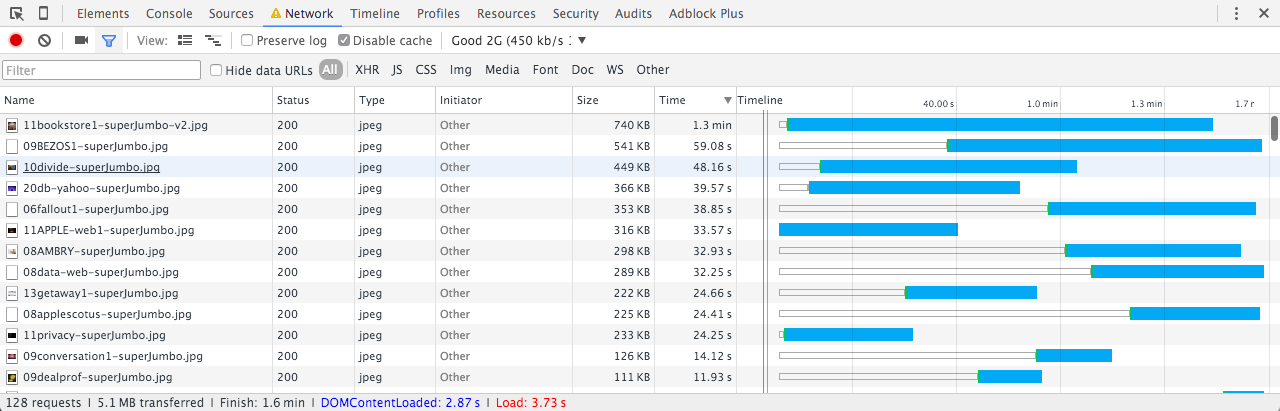 Elements Console Sources Network Timeline Profiles Resources Security Audits Adblock Plus
View: Preserve log Disable cache Good 2G (450 kb/s
Filter Hide data URLs All XHR JS CSS Img Media Font Doc WS Other
Name Status Type Initiator Size Time Timeline 40.00 s 1.0 min 1.3 min 1.7 r
11bookstore1-superJumbo-v2.jpg 200 jpeg Other 740 KB 1.3 min
09BEZOS1-superJumbo.jpg 200 jpeg Other 541 KB 59.08 s
10divide-superJumbo.jpg 200 jpeg Other 449 KB 48.16 s
20db-yahoo-superJumbo.jpg 200 jpeg Other 366 KB 39.57 s
06fallout1-superJumbo.jpg 200 jpeg Other 353 KB 38.85 s
11APPLE-web1-superJumbo.jpg 200 jpeg Other 316 KB 33.57 s
08AMBRY-superJumbo.jpg 200 jpeg Other 298 KB 32.93 s
08data-web-superJumbo.jpg 200 jpeg Other 289 KB 32.25 s
13getaway1-superJumbo.jpg 200 jpeg Other 222 KB 24.66 s
08applescotus-superJumbo.jpg 200 jpeg Other 225 KB 24.41 s
11privacy-superJumbo.jpg 200 jpeg Other 233 KB 24.25 s
09conversation1-superJumbo.jpg 200 jpeg Other 126 KB 14.12 s
09dealprof-superJumbo.jpg 200 jpeg Other 111 KB 11.93 s
128 requests | 5.1 MB transferred | Finish: 1.6 min | DOMContentLoaded: 2.87 s | Load: 3.73 s